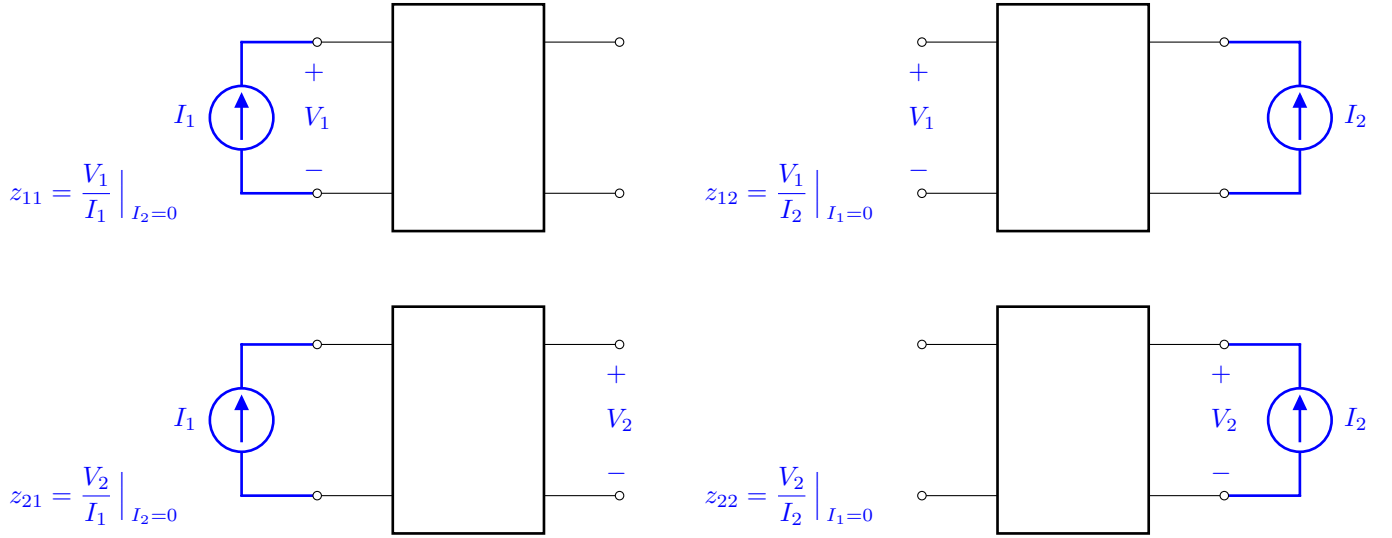 + +
I₁ V₁ V₁ I₂
− −
z₁₁ = V₁/I₁ |_{I₂=0} z₁₂ = V₁/I₂ |_{I₁=0}
+ +
I₁ V₂ V₂ I₂
− −
z₂₁ = V₂/I₁ |_{I₂=0} z₂₂ = V₂/I₂ |_{I₁=0}